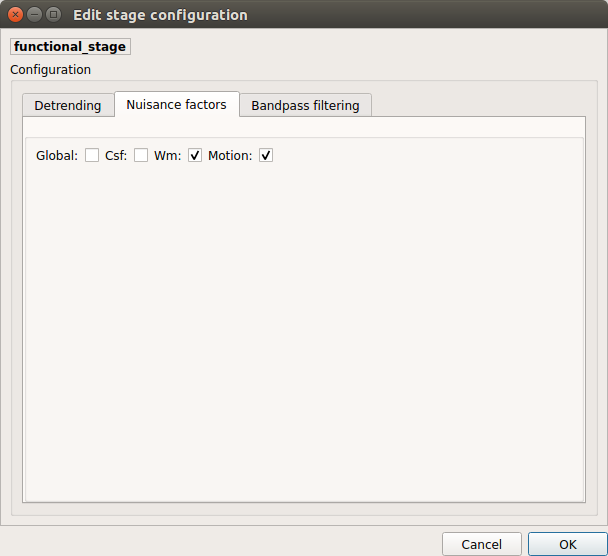 Edit stage configuration
functional_stage
Configuration
Detrending Nuisance factors Bandpass filtering
Global: Csf: Wm: Motion:
Cancel OK